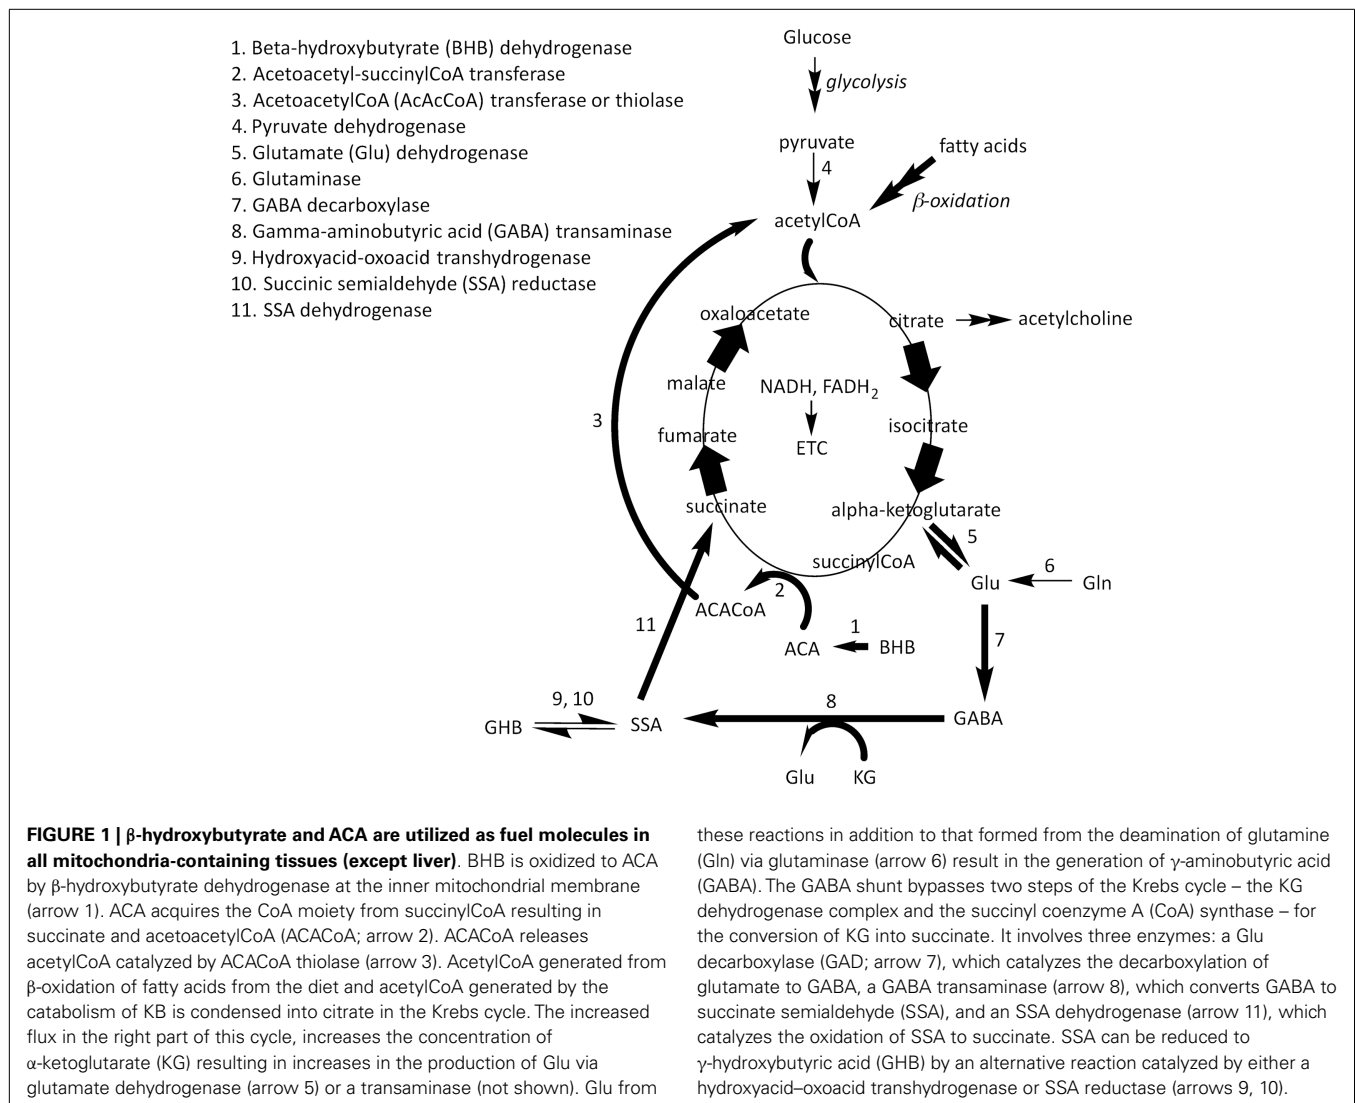 1. Beta-hydroxybutyrate (BHB) dehydrogenase
2. Acetoacetyl-succinylCoA transferase
3. AcetoacetylCoA (AcAcCoA) transferase or thiolase
4. Pyruvate dehydrogenase
5. Glutamate (Glu) dehydrogenase
6. Glutaminase
7. GABA decarboxylase
8. Gamma-aminobutyric acid (GABA) transaminase
9. Hydroxyacid-oxoacid transhydrogenase
10. Succinic semialdehyde (SSA) reductase
11. SSA dehydrogenase
Glucose
glycolysis
pyruvate
fatty acids
4
β-oxidation
acetylCoA
oxaloacetate
citrate
acetylcholine
malate
NADH, FADH2
3
fumarate
isocitrate
ETC
succinate
alpha-ketoglutarate
5
succinylCoA
6
Glu
Gln
2
ACACoA
11
1
7
ACA
BHB
9, 10
8
GHB
SSA
GABA
Glu
KG
FIGURE 1 | β-hydroxybutyrate and ACA are utilized as fuel molecules in
all mitochondria-containing tissues (except liver). BHB is oxidized to ACA
by β-hydroxybutyrate dehydrogenase at the inner mitochondrial membrane
(arrow 1). ACA acquires the CoA moiety from succinylCoA resulting in
succinate and acetoacetylCoA (ACACoA; arrow 2). ACACoA releases
acetylCoA catalyzed by ACACoA thiolase (arrow 3). AcetylCoA generated from
β-oxidation of fatty acids from the diet and acetylCoA generated by the
catabolism of KB is condensed into citrate in the Krebs cycle. The increased
flux in the right part of this cycle, increases the concentration of
α-ketoglutarate (KG) resulting in increases in the production of Glu via
glutamate dehydrogenase (arrow 5) or a transaminase (not shown). Glu from
these reactions in addition to that formed from the deamination of glutamine
(Gln) via glutaminase (arrow 6) result in the generation of γ-aminobutyric acid
(GABA). The GABA shunt bypasses two steps of the Krebs cycle – the KG
dehydrogenase complex and the succinyl coenzyme A (CoA) synthase – for
the conversion of KG into succinate. It involves three enzymes: a Glu
decarboxylase (GAD; arrow 7), which catalyzes the decarboxylation of
glutamate to GABA, a GABA transaminase (arrow 8), which converts GABA to
succinate semialdehyde (SSA), and an SSA dehydrogenase (arrow 11), which
catalyzes the oxidation of SSA to succinate. SSA can be reduced to
γ-hydroxybutyric acid (GHB) by an alternative reaction catalyzed by either a
hydroxyacid–oxoacid transhydrogenase or SSA reductase (arrows 9, 10).